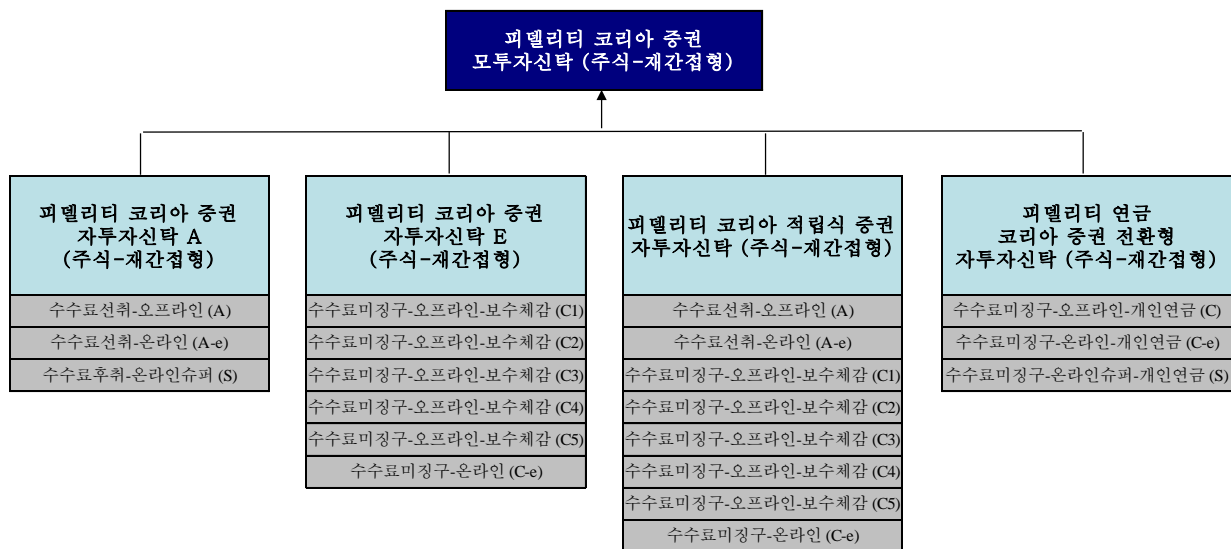 피델리티 코리아 증권
모투자신탁 (주식-재간접형)
피델리티 코리아 증권
자투자신탁 A
(주식-재간접형)
수수료선취-오프라인 (A)
수수료선취-온라인 (A-e)
수수료후취-온라인슈퍼 (S)
피델리티 코리아 증권
자투자신탁 E
(주식-재간접형)
수수료미징구-오프라인-보수체감 (C1)
수수료미징구-오프라인-보수체감 (C2)
수수료미징구-오프라인-보수체감 (C3)
수수료미징구-오프라인-보수체감 (C4)
수수료미징구-오프라인-보수체감 (C5)
수수료미징구-온라인 (C-e)
피델리티 코리아 적립식 증권
자투자신탁 (주식-재간접형)
수수료선취-오프라인 (A)
수수료선취-온라인 (A-e)
수수료미징구-오프라인-보수체감 (C1)
수수료미징구-오프라인-보수체감 (C2)
수수료미징구-오프라인-보수체감 (C3)
수수료미징구-오프라인-보수체감 (C4)
수수료미징구-오프라인-보수체감 (C5)
수수료미징구-온라인 (C-e)
피델리티 연금
코리아 증권 전환형
자투자신탁 (주식-재간접형)
수수료미징구-오프라인-개인연금 (C)
수수료미징구-온라인-개인연금 (C-e)
수수료미징구-온라인슈퍼-개인연금 (S)